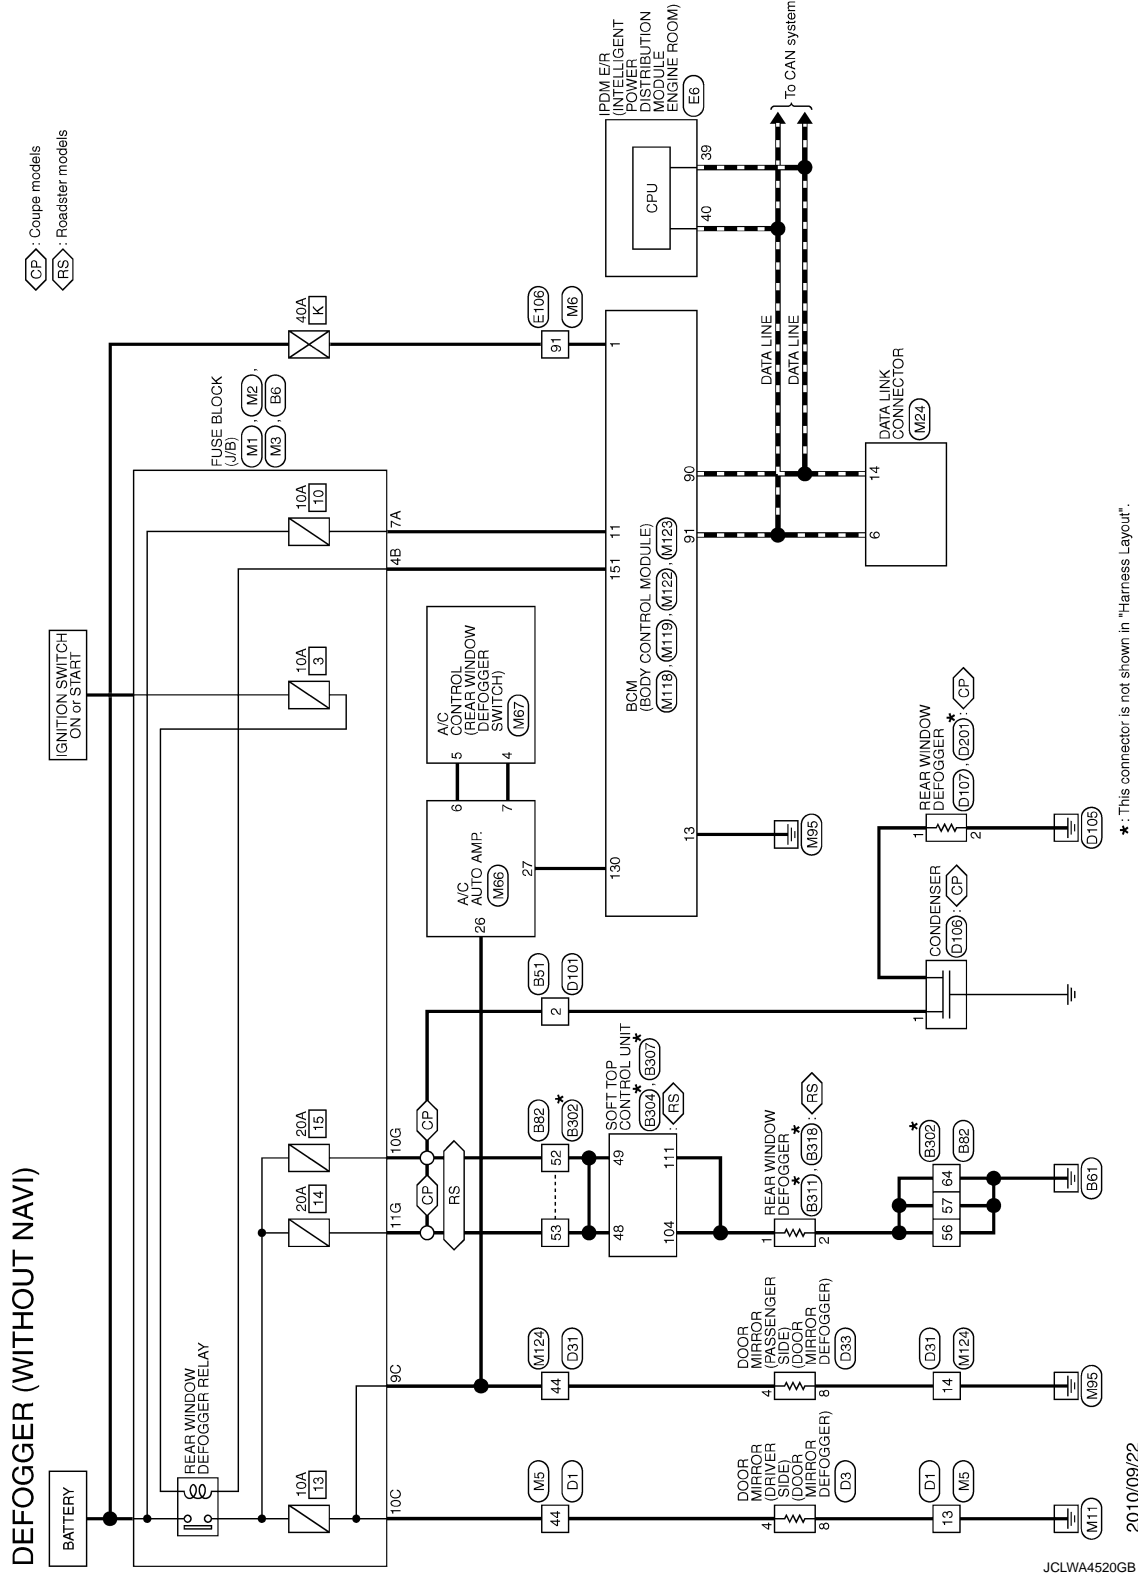 DEFOGGER (WITHOUT NAVI)
CP : Coupe models
RS : Roadster models
BATTERY
IGNITION SWITCH
ON or START
REAR WINDOW
DEFOGGER RELAY
10A
13
20A
14
20A
15
10A
3
10A
10
FUSE BLOCK
(J/B)
M1 , M2 ,
M3 , B6
40A
K
10C
9C
11G
10G
4B
7A
CP
CP
RS
A/C
AUTO AMP.
M66
26
27
6
7
A/C
CONTROL
(REAR WINDOW
DEFOGGER
SWITCH)
M67
5
4
44
M5
D1
44
M124
D31
53
52
B82
B302 *
2
B51
D101
91
E106
M6
IPDM E/R
(INTELLIGENT
POWER
DISTRIBUTION
MODULE
ENGINE ROOM)
E6
CPU
40
39
To CAN system
SOFT TOP
CONTROL UNIT
B304 * , B307 *
: RS
48
49
104
111
BCM
(BODY CONTROL MODULE)
M118 , M119 , M122 , M123
130
13
151
11
1
91
90
M95
DATA LINE
DATA LINE
DOOR
MIRROR
(DRIVER
SIDE)
(DOOR
MIRROR
DEFOGGER)
D3
4
8
DOOR
MIRROR
(PASSENGER
SIDE)
(DOOR
MIRROR
DEFOGGER)
D33
4
8
REAR WINDOW
DEFOGGER
B311 * , B318 * : RS
1
2
CONDENSER
D106 : CP
1
REAR WINDOW
DEFOGGER
D107 , D201 * : CP
1
2
DATA LINK
CONNECTOR
M24
6
14
13
D1
M5
14
D31
M124
56
57
64
B302 *
B82
M11
M95
B61
D105
* : This connector is not shown in "Harness Layout".
2010/09/22
JCLWA4520GB